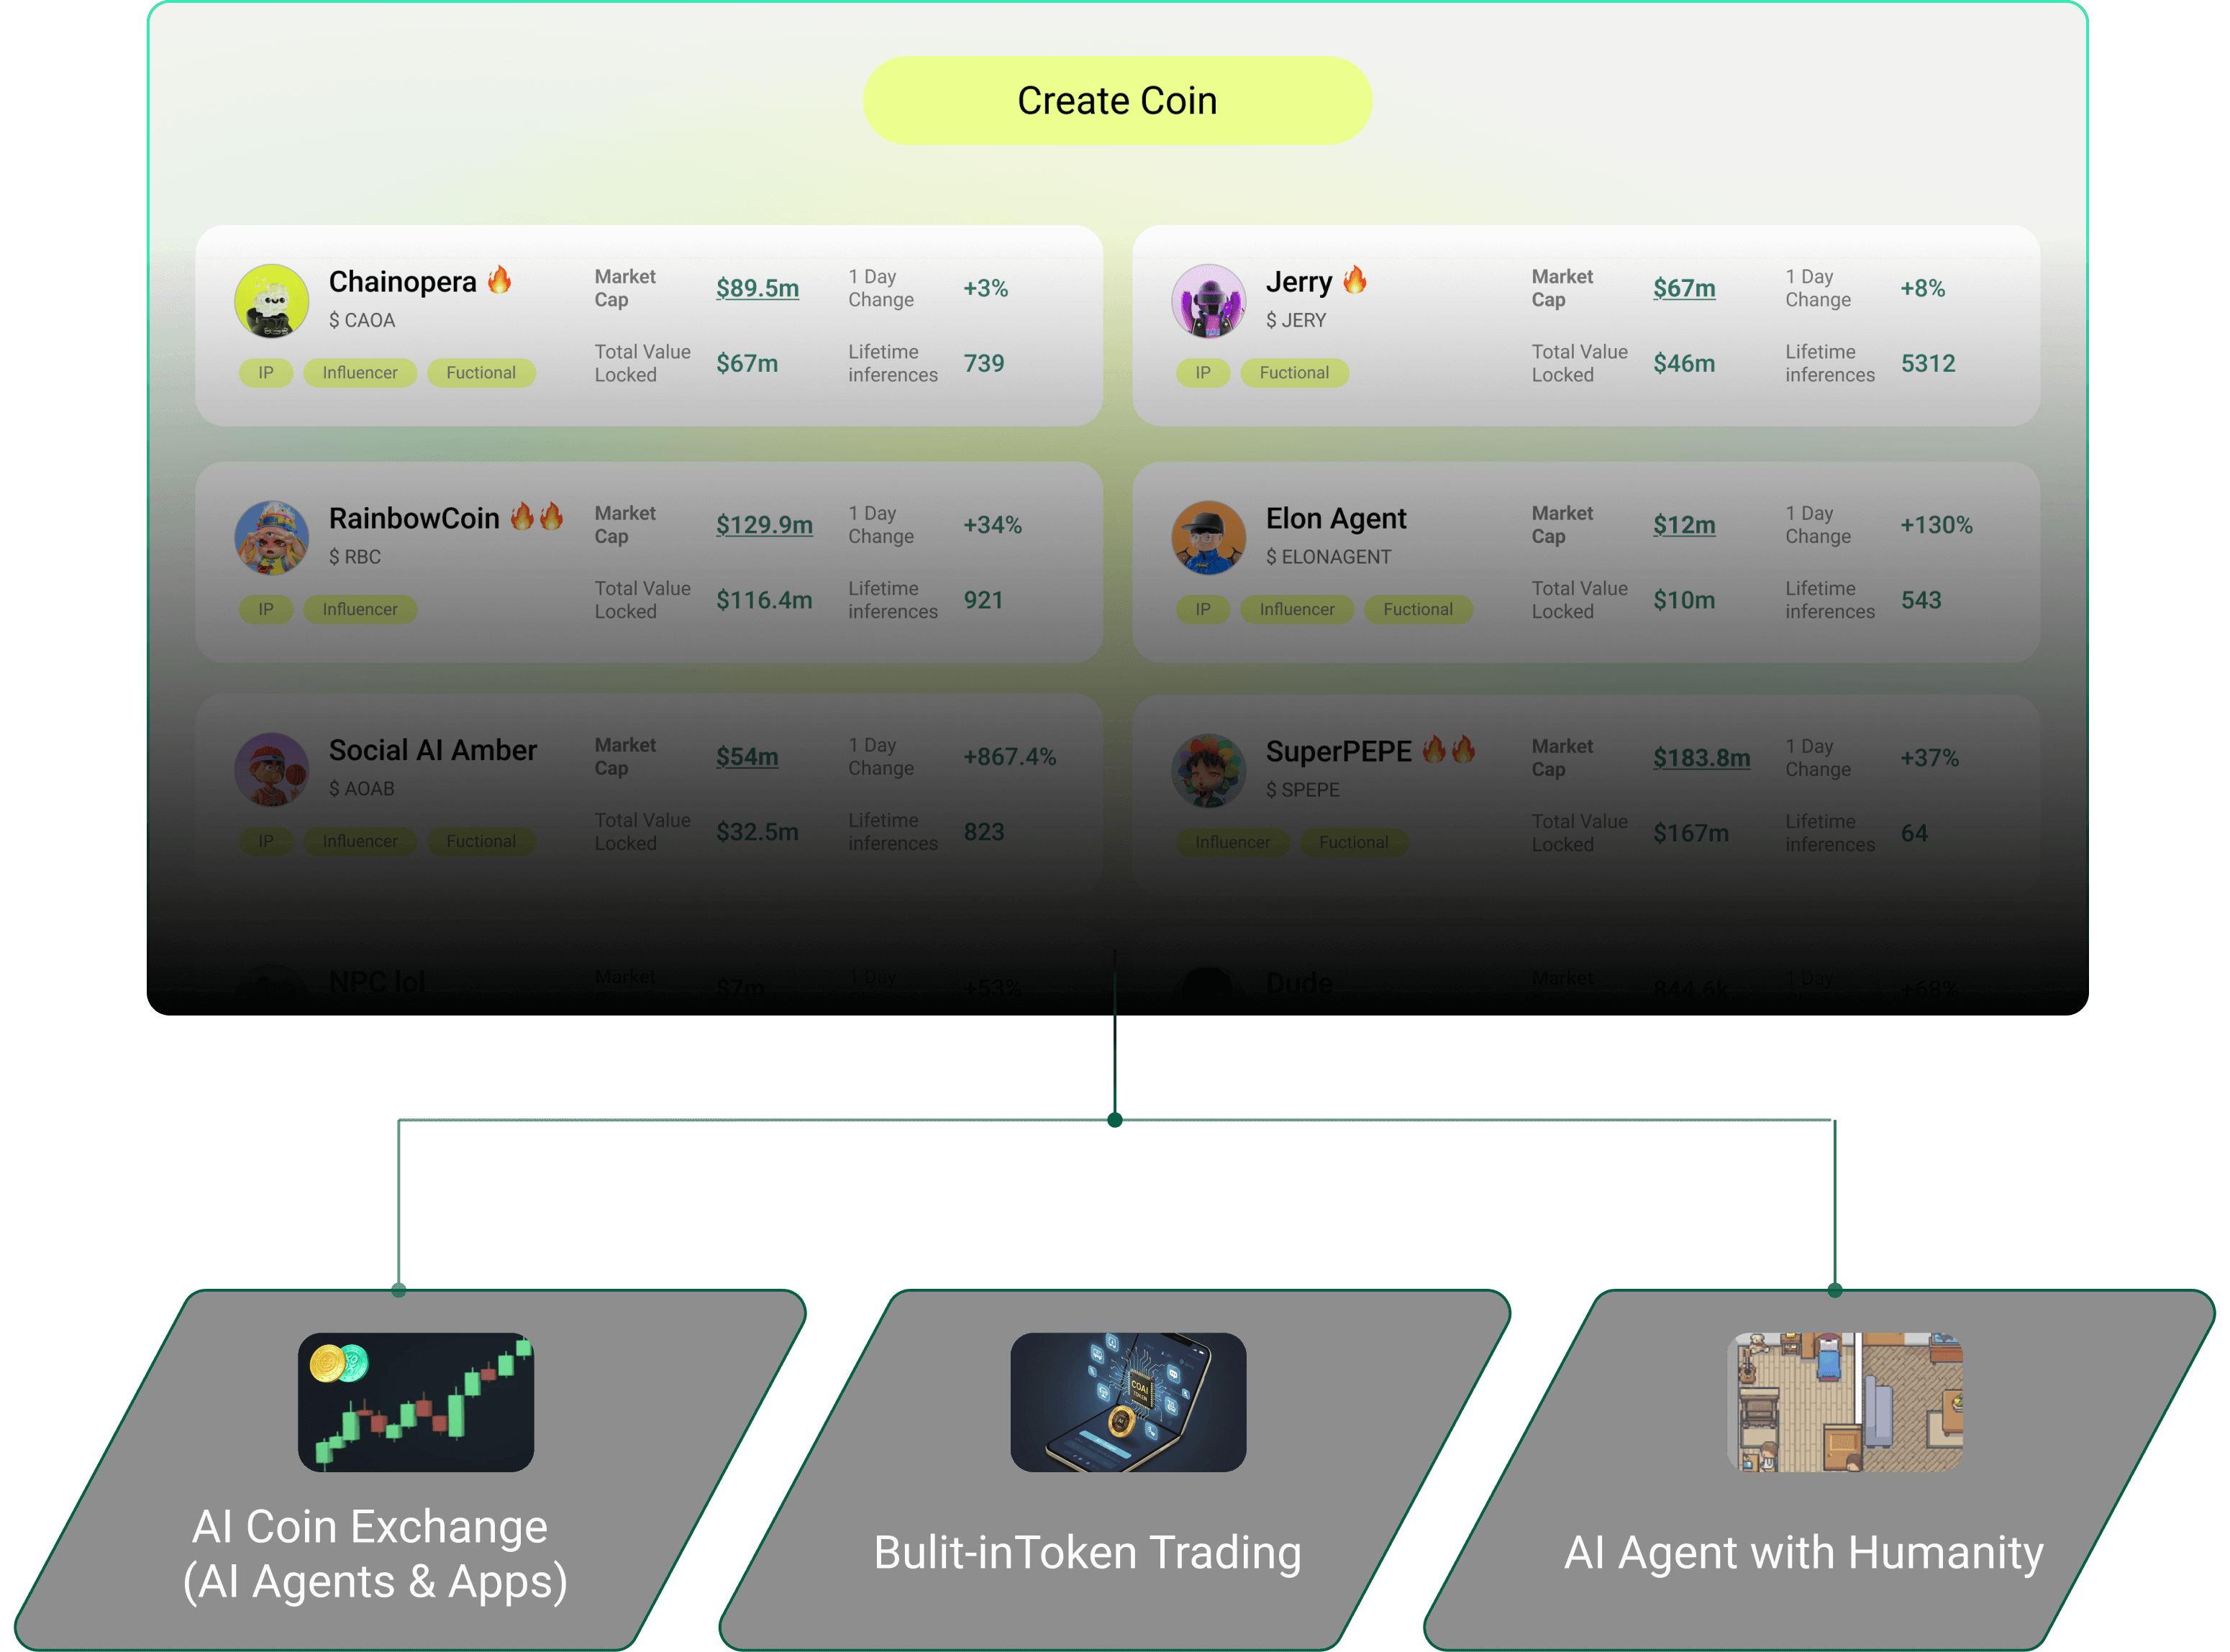 Create Coin
Chainopera 🔥
$ CAOA
IP Influencer Fuctional
Market
Cap
$89.5m
1 Day
Change
+3%
Total Value
Locked
$67m
Lifetime
inferences
739
Jerry 🔥
$ JERY
IP Fuctional
Market
Cap
$67m
1 Day
Change
+8%
Total Value
Locked
$46m
Lifetime
inferences
5312
RainbowCoin 🔥🔥
$ RBC
IP Influencer
Market
Cap
$129.9m
1 Day
Change
+34%
Total Value
Locked
$116.4m
Lifetime
inferences
921
Elon Agent
$ ELONAGENT
IP Influencer Fuctional
Market
Cap
$12m
1 Day
Change
+130%
Total Value
Locked
$10m
Lifetime
inferences
543
Social AI Amber
$ AOAB
IP Influencer Fuctional
Market
Cap
$54m
1 Day
Change
+867.4%
Total Value
Locked
$32.5m
Lifetime
inferences
823
SuperPEPE 🔥🔥
$ SPEPE
Influencer Fuctional
Market
Cap
$183.8m
1 Day
Change
+37%
Total Value
Locked
$167m
Lifetime
inferences
64
NPC lol
Market
$7m
1 Day
+53%
Dude
Market
844.6k
1 Day
+68%
AI Coin Exchange
(AI Agents & Apps)
COAI
TOKEN
Bulit-inToken Trading
AI Agent with Humanity